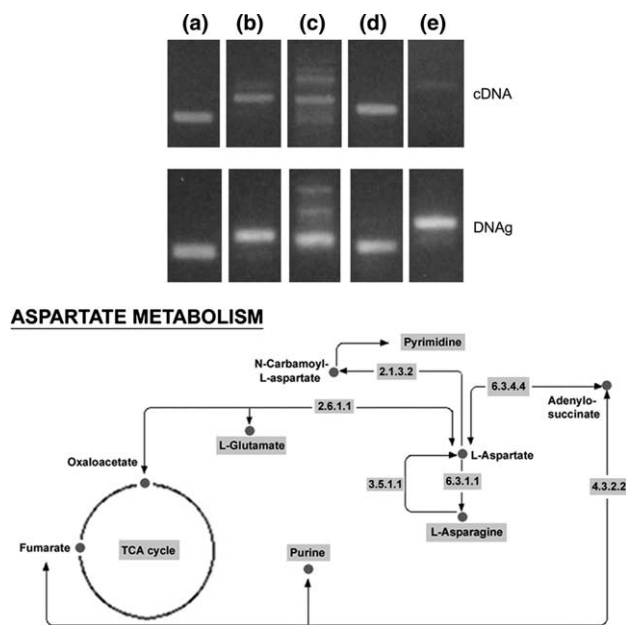 (a) (b) (c) (d) (e)
cDNA
DNAg
ASPARTATE METABOLISM
Pyrimidine
N-Carbamoyl-
L-aspartate
2.1.3.2
6.3.4.4
Adenylo-
succinate
2.6.1.1
L-Glutamate
L-Aspartate
Oxaloacetate
3.5.1.1
6.3.1.1
4.3.2.2
L-Asparagine
Fumarate
TCA cycle
Purine